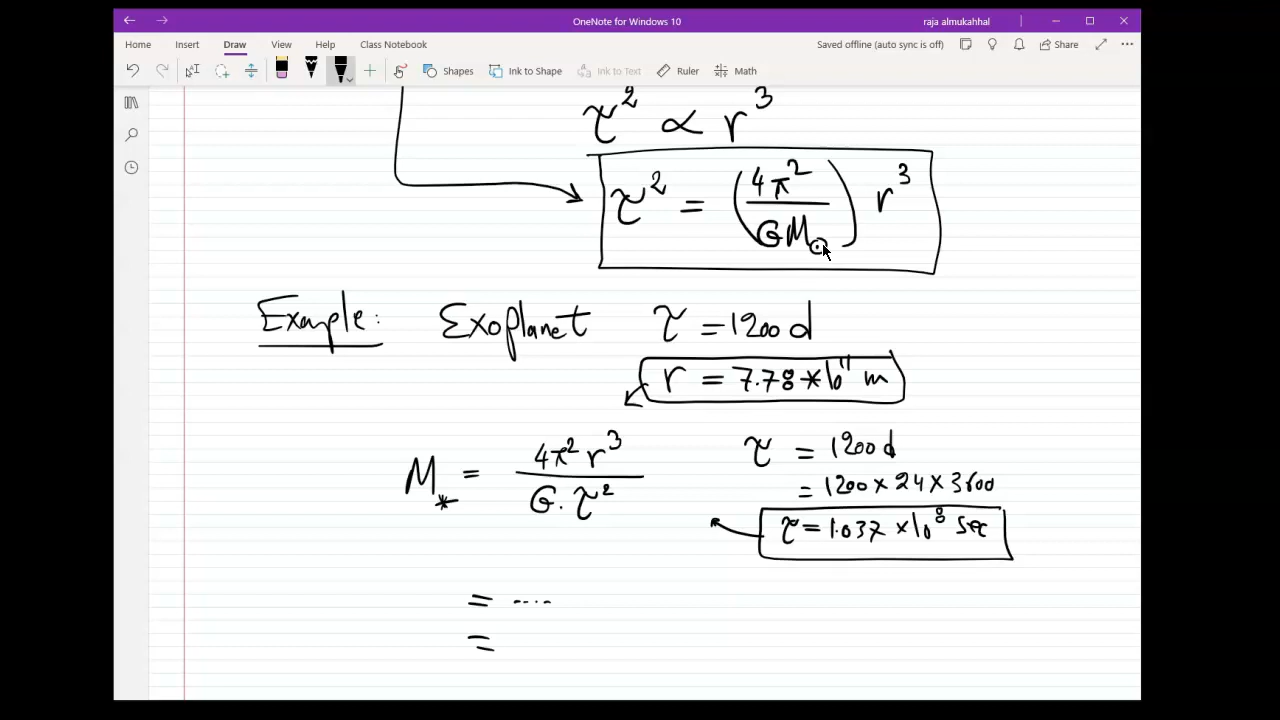 OneNote for Windows 10
raja almukahhal
Home Insert Draw View Help Class Notebook
Saved offline (auto sync is off) Share
Shapes Ink to Shape Ink to Text Ruler Math
τ² ∝ r³
τ² = (4π² / GM☉) r³
Example: Exoplanet τ = 1200 d
r = 7.78 * 10¹¹ m
M* = 4π² r³ / G. τ²
τ = 1200 d
= 1200 × 24 × 3600
τ = 1.037 × 10⁸ sec
= ....
=